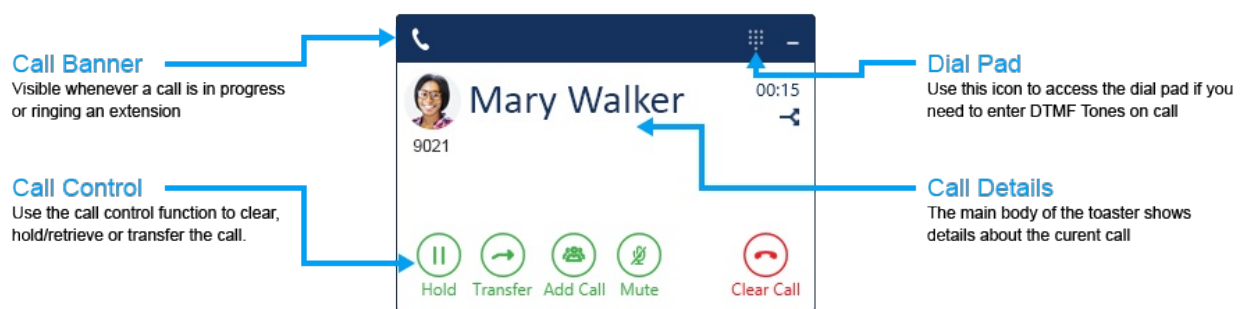 Call Banner
Visible whenever a call is in progress
or ringing an extension
Call Control
Use the call control function to clear,
hold/retrieve or transfer the call.
Mary Walker
00:15
9021
Hold
Transfer
Add Call
Mute
Clear Call
Dial Pad
Use this icon to access the dial pad if you
need to enter DTMF Tones on call
Call Details
The main body of the toaster shows
details about the curent call